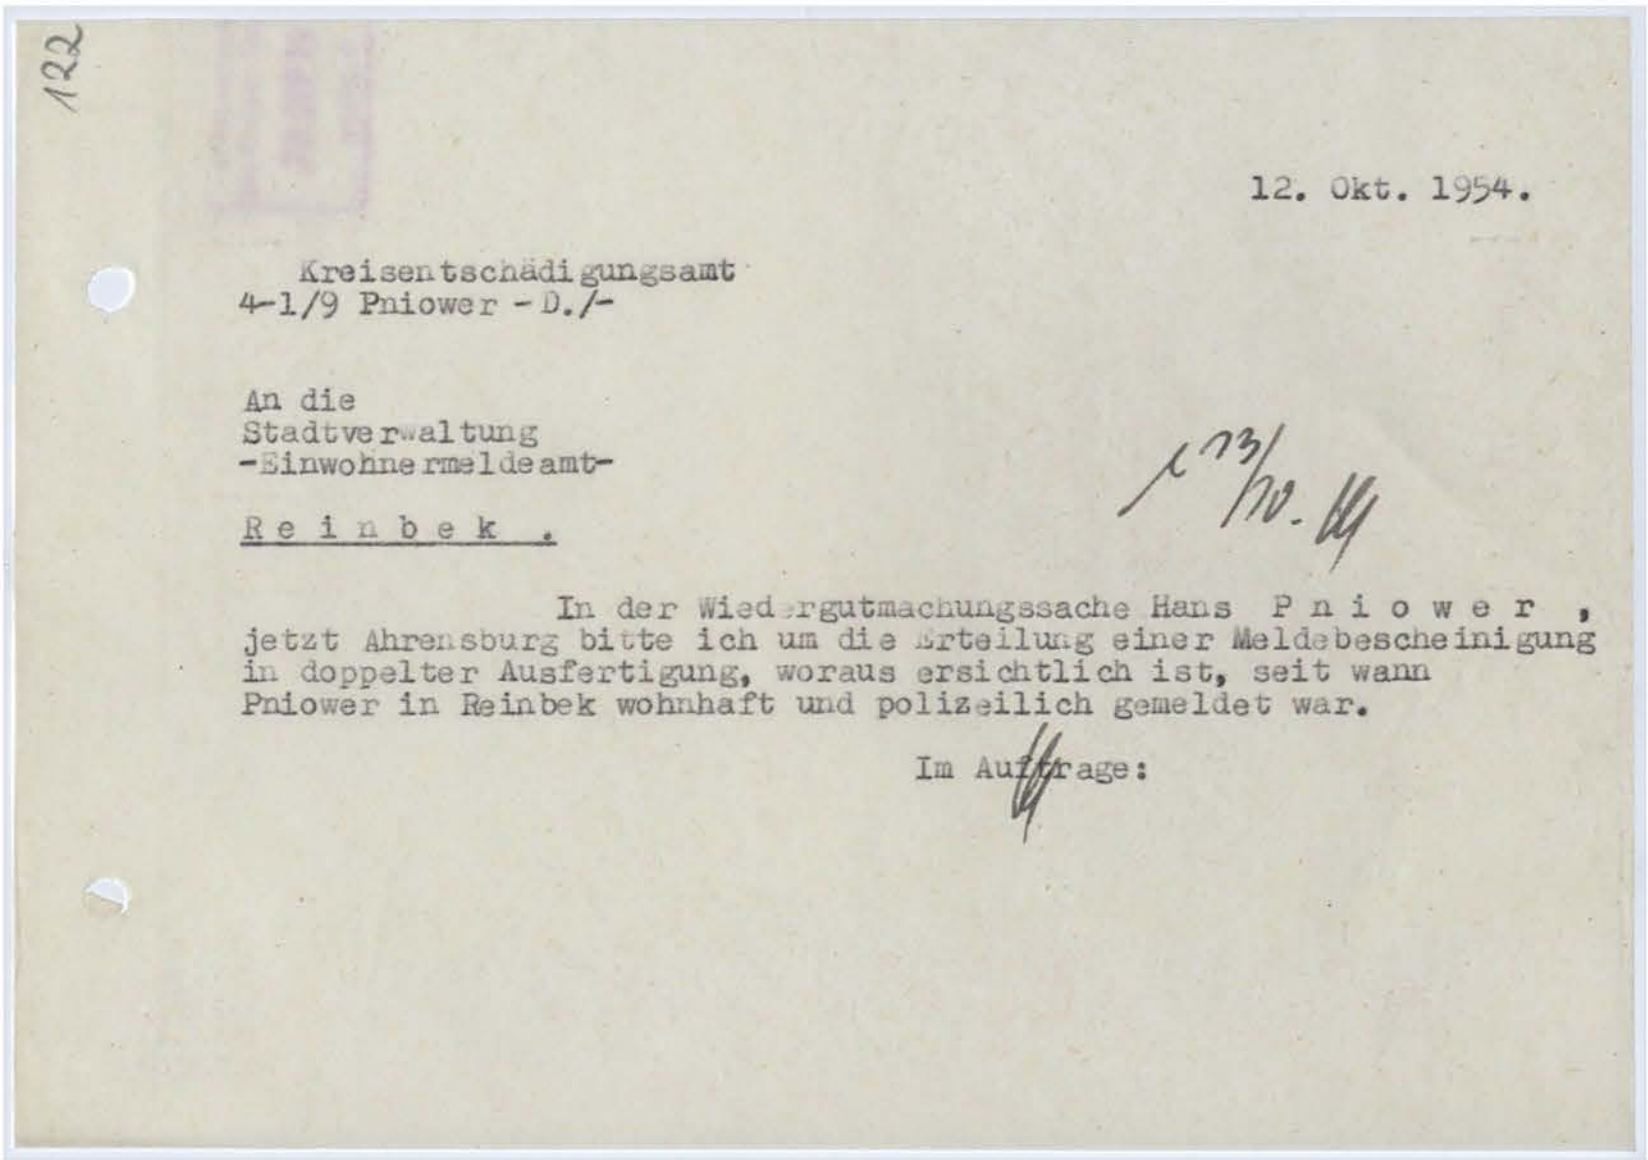 122
12. Okt. 1954.
Kreisentschädigungsamt
4-1/9 Pniower - D./-
An die
Stadtverwaltung
-Einwohnermeldeamt-
R e i n b e k .
13/10.
In der Wiedergutmachungssache Hans P n i o w e r ,
jetzt Ahrensburg bitte ich um die Erteilung einer Meldebescheinigung
in doppelter Ausfertigung, woraus ersichtlich ist, seit wann
Pniower in Reinbek wohnhaft und polizeilich gemeldet war.
Im Auftrage: